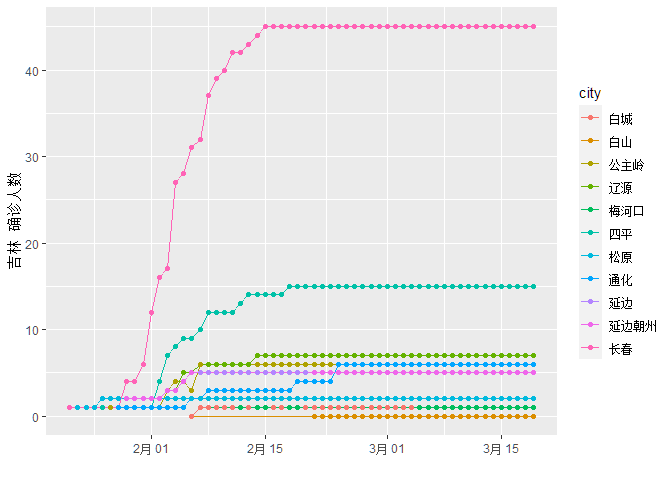 吉林 确诊人数
40
30
20
10
0
2月 01
2月 15
3月 01
3月 15
city
白城
白山
公主岭
辽源
梅河口
四平
松原
通化
延边
延边朝州
长春